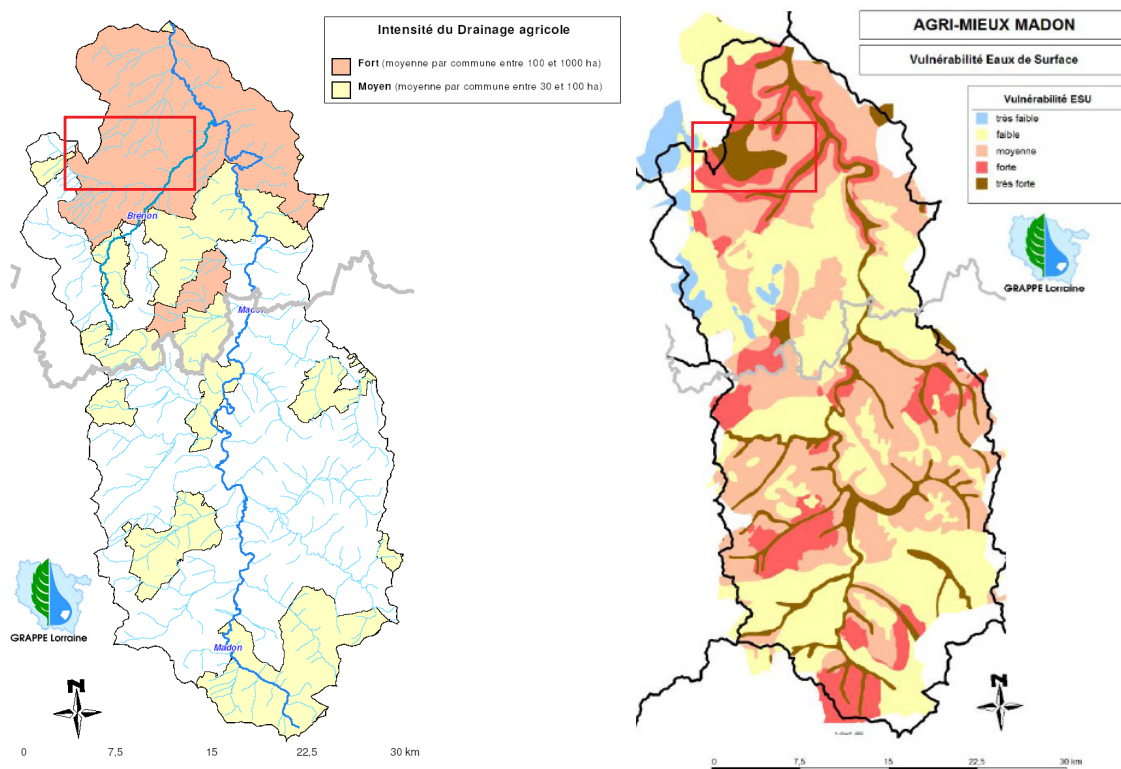 Intensité du Drainage agricole
Fort (moyenne par commune entre 100 et 1000 ha)
Moyen (moyenne par commune entre 30 et 100 ha)
Brénon
Madon
Madon
GRAPPE Lorraine
N
0 7,5 15 22,5 30 km
AGRI-MIEUX MADON
Vulnérabilité Eaux de Surface
Vulnérabilité ESU
très faible
faible
moyenne
forte
très forte
GRAPPE Lorraine
N
0 7,5 15 22,5 30 km